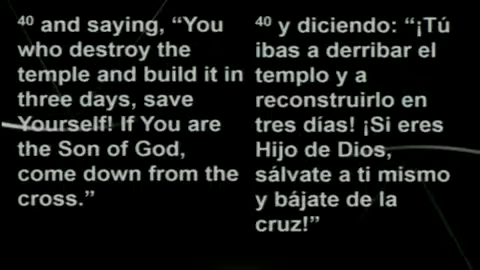 40 and saying, “You
who destroy the
temple and build it in
three days, save
Yourself! If You are
the Son of God,
come down from the
cross.”
40 y diciendo: “¡Tú
ibas a derribar el
templo y a
reconstruirlo en
tres días! ¡Si eres
Hijo de Dios,
sálvate a ti mismo
y bájate de la
cruz!”